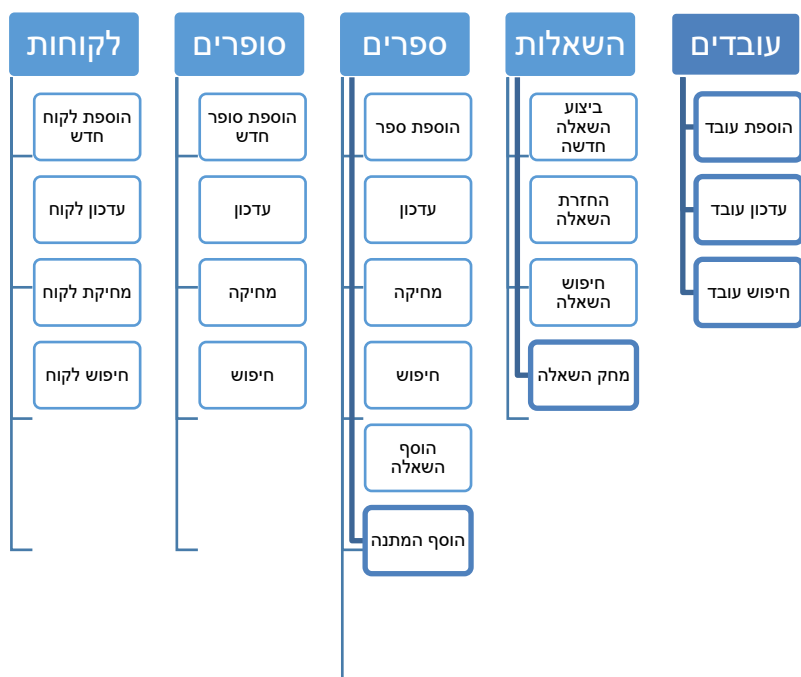 עובדים
הוספת עובד
עדכון עובד
חיפוש עובד
השאלות
ביצוע
השאלה
חדשה
החזרת
השאלה
חיפוש
השאלה
מחק השאלה
ספרים
הוספת ספר
עדכון
מחיקה
חיפוש
הוסף
השאלה
הוסף המתנה
סופרים
הוספת סופר
חדש
עדכון
מחיקה
חיפוש
לקוחות
הוספת לקוח
חדש
עדכון לקוח
מחיקת לקוח
חיפוש לקוח